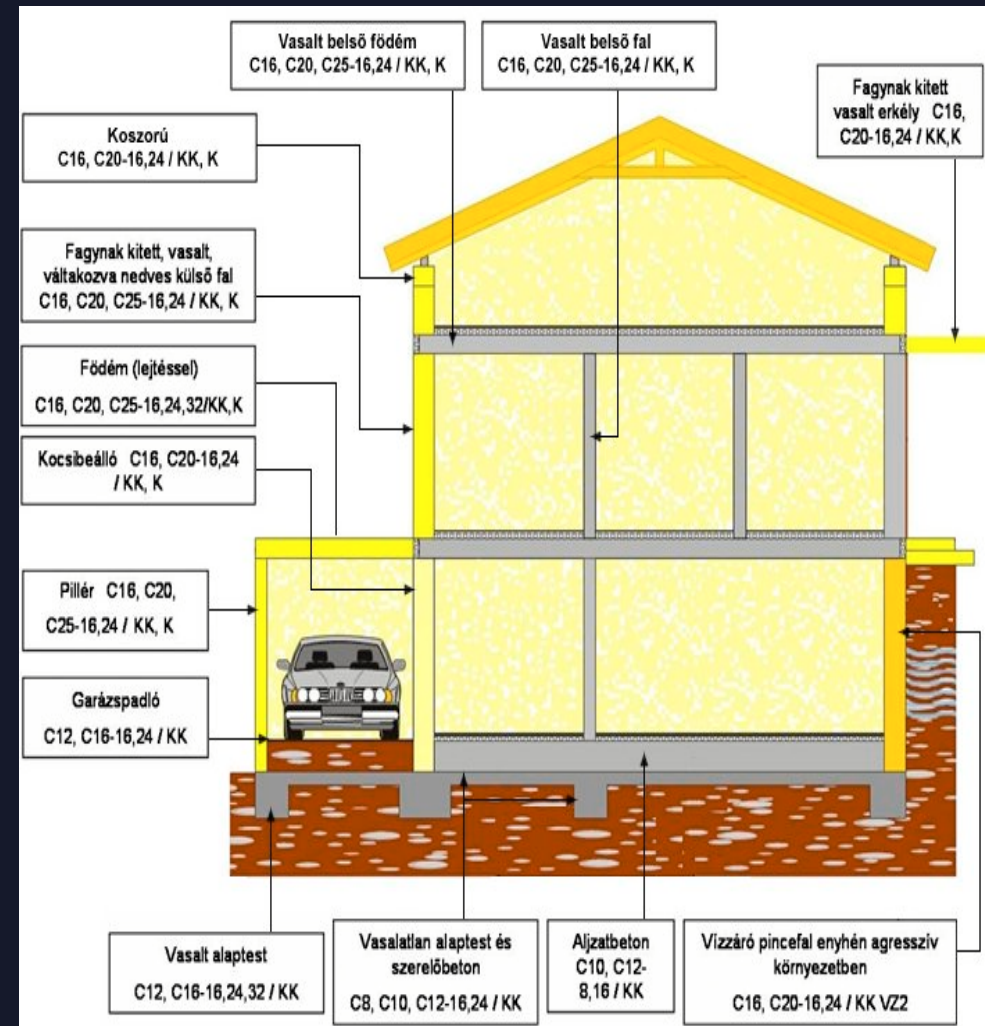 Vasalt belső födém
C16, C20, C25-16,24 / KK, K
Vasalt belső fal
C16, C20, C25-16,24 / KK, K
Fagynak kitett
vasalt erkély C16,
C20-16,24 / KK,K
Koszorú
C16, C20-16,24 / KK, K
Fagynak kitett, vasalt,
váltakozva nedves külső fal
C16, C20, C25-16,24 / KK, K
Födém (lejtéssel)
C16, C20, C25-16,24,32/KK,K
Kocsibeálló C16, C20-16,24
/ KK, K
Pillér C16, C20,
C25-16,24 / KK, K
Garázspadló
C12, C16-16,24 / KK
Vasalt alaptest
C12, C16-16,24,32 / KK
Vasalatlan alaptest és
szerelőbeton
C8, C10, C12-16,24 / KK
Aljzatbeton
C10, C12-
8,16 / KK
Vízzáró pincefal enyhén agresszív
környezetben
C16, C20-16,24 / KK VZ2